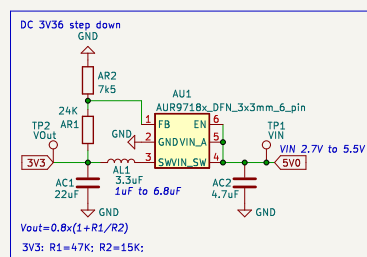 DC 3V36 step down
GND
AR2
7k5
24K
AR1
AU1
AUR9718x_DFN_3x3mm_6_pin
1
FB
EN
6
GND
2
GND
VIN_A
5
3
SW
VIN_SW
4
TP2
VOut
3V3
AL1
3.3uF
1uF to 6.8uF
TP1
VIN
VIN 2.7V to 5.5V
5V0
AC1
22uF
GND
AC2
4.7uF
GND
Vout=0.8x(1+R1/R2)
3V3: R1=47K; R2=15K;